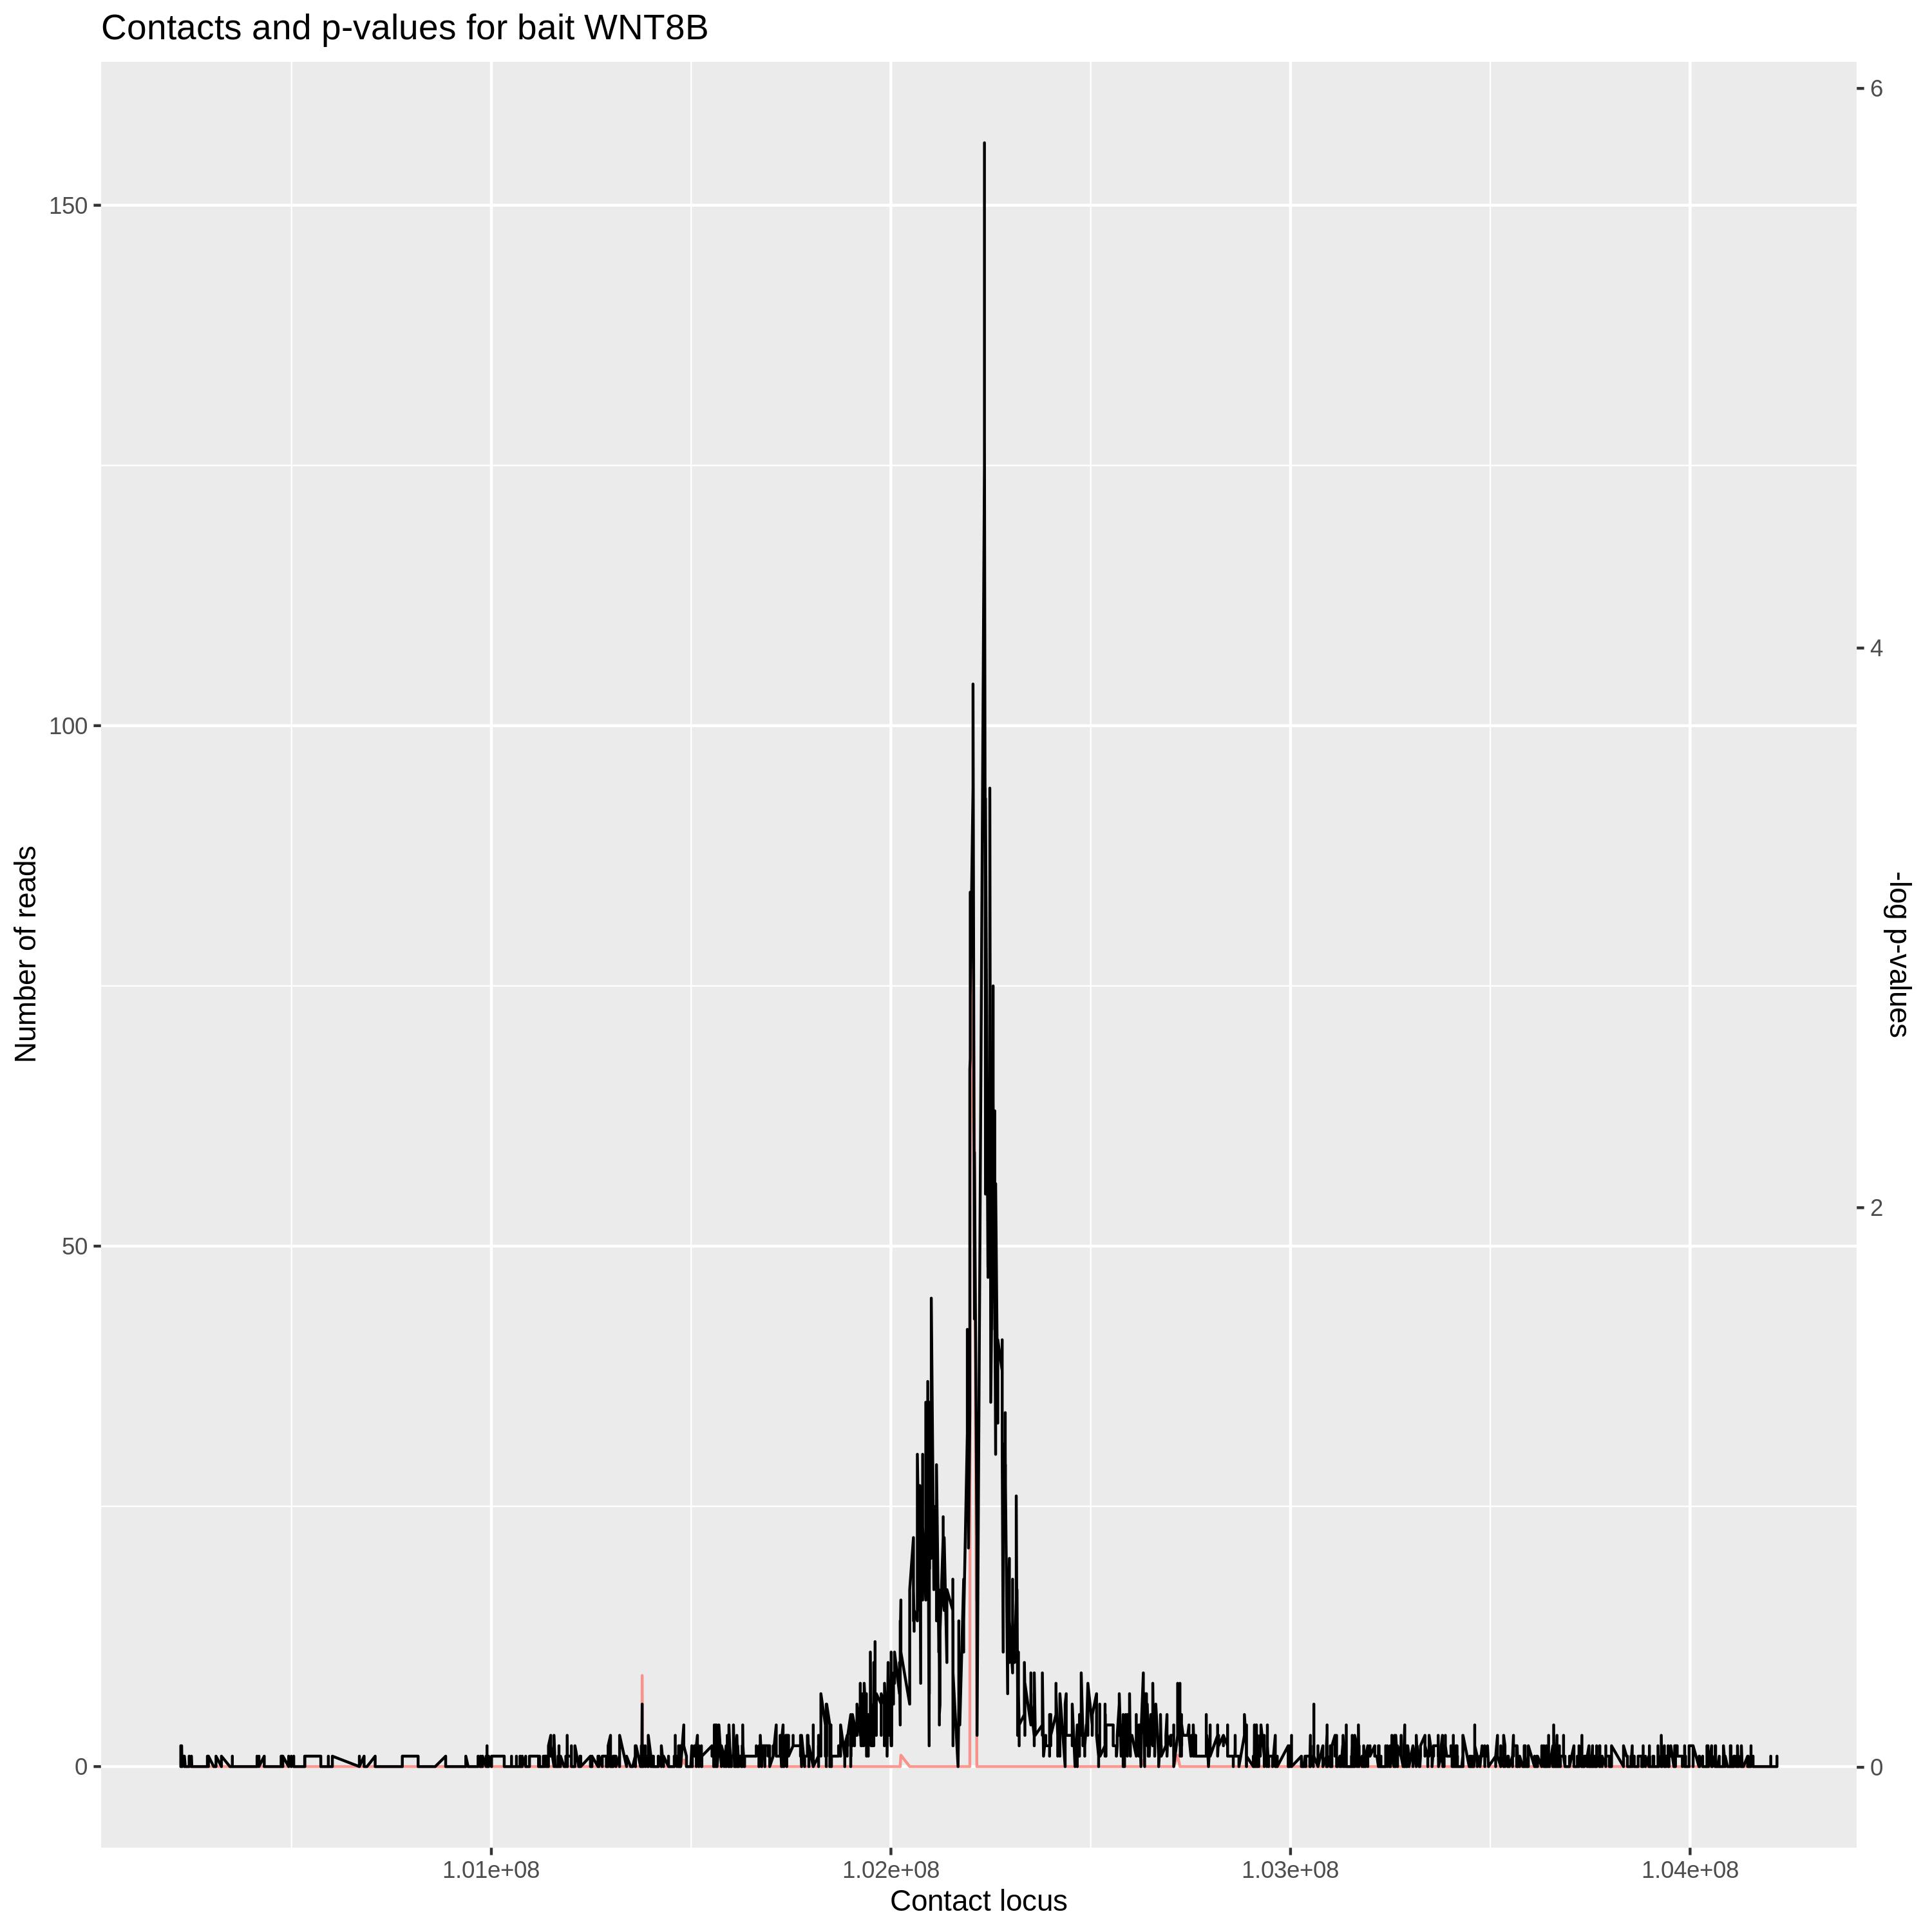 Contacts and p-values for bait WNT8B
Number of reads
150
100
50
0
6
4
2
0
-log p-values
1.01e+08
1.02e+08
1.03e+08
1.04e+08
Contact locus